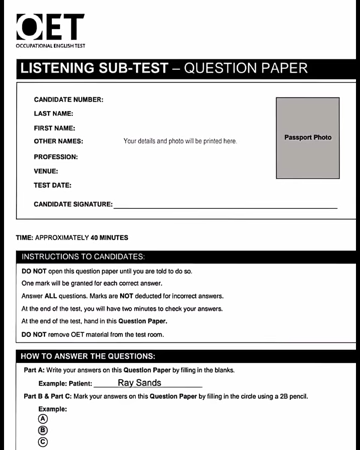 OET
OCCUPATIONAL ENGLISH TEST
LISTENING SUB-TEST – QUESTION PAPER
CANDIDATE NUMBER:
LAST NAME:
FIRST NAME:
OTHER NAMES: Your details and photo will be printed here.
PROFESSION:
VENUE:
TEST DATE:
CANDIDATE SIGNATURE:
Passport Photo
TIME: APPROXIMATELY 40 MINUTES
INSTRUCTIONS TO CANDIDATES:
DO NOT open this question paper until you are told to do so.
One mark will be granted for each correct answer.
Answer ALL questions. Marks are NOT deducted for incorrect answers.
At the end of the test, you will have two minutes to check your answers.
At the end of the test, hand in this Question Paper.
DO NOT remove OET material from the test room.
HOW TO ANSWER THE QUESTIONS:
Part A: Write your answers on this Question Paper by filling in the blanks.
Example: Patient: Ray Sands
Part B & Part C: Mark your answers on this Question Paper by filling in the circle using a 2B pencil.
Example:
A
B
C